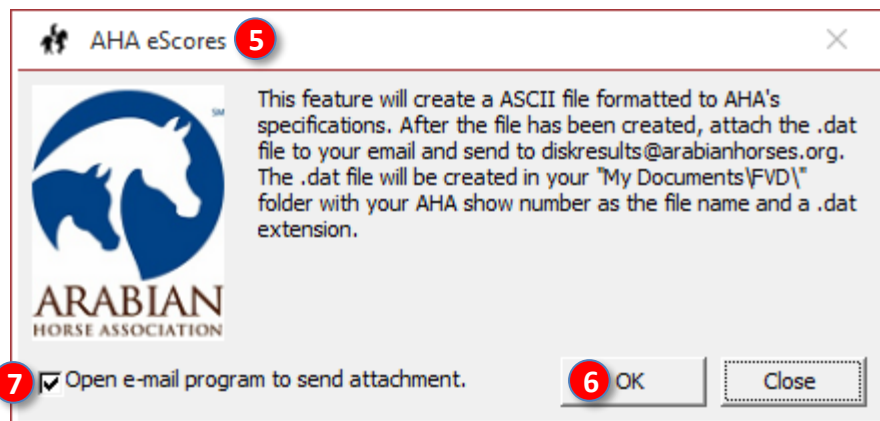 AHA eScores 5
SM
This feature will create a ASCII file formatted to AHA's
specifications. After the file has been created, attach the .dat
file to your email and send to diskresults@arabianhorses.org.
The .dat file will be created in your "My Documents\FVD\"
folder with your AHA show number as the file name and a .dat
extension.
ARABIAN
HORSE ASSOCIATION
7 Open e-mail program to send attachment.
6 OK
Close